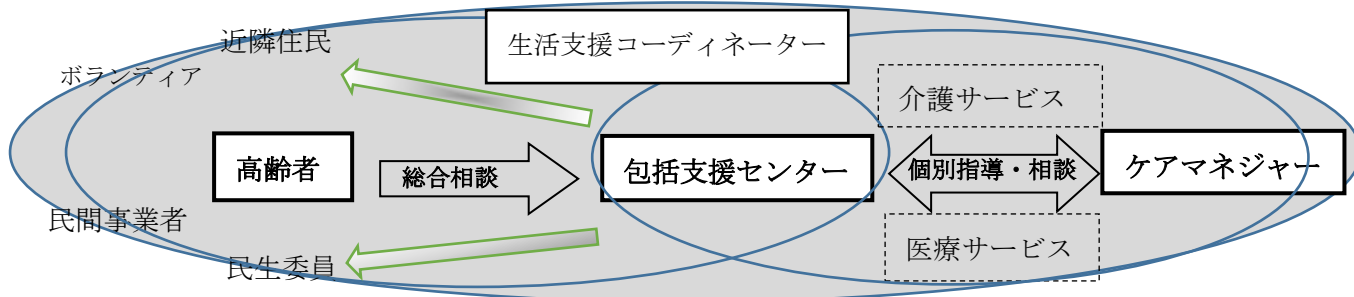 近隣住民
生活支援コーディネーター
ボランティア
介護サービス
高齢者
総合相談
包括支援センター
個別指導・相談
ケアマネジャー
民間事業者
民生委員
医療サービス